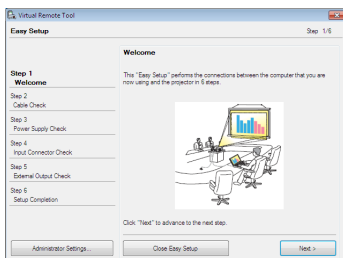 Virtual Remote Tool
Easy Setup
Step 1/6
Welcome
Step 1
Welcome
This "Easy Setup" performs the connections between the computer that you are
now using and the projector in 6 steps.
Step 2
Cable Check
Step 3
Power Supply Check
Step 4
Input Connector Check
Step 5
External Output Check
Step 6
Setup Completion
Click "Next" to advance to the next step.
Administrator Settings...
Close Easy Setup
Next >